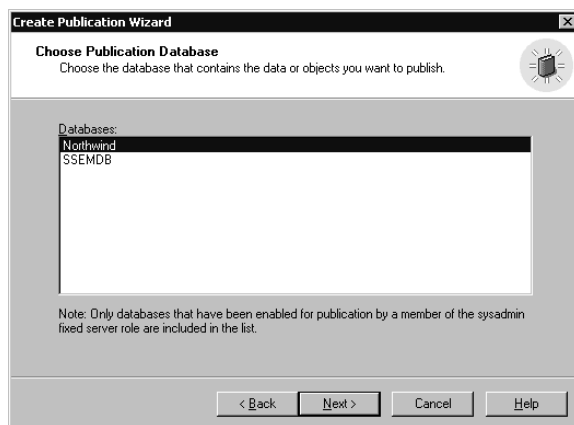 Create Publication Wizard
Choose Publication Database
Choose the database that contains the data or objects you want to publish.
Databases:
Northwind
SSEMDB
Note: Only databases that have been enabled for publication by a member of the sysadmin
fixed server role are included in the list.
< Back
Next >
Cancel
Help